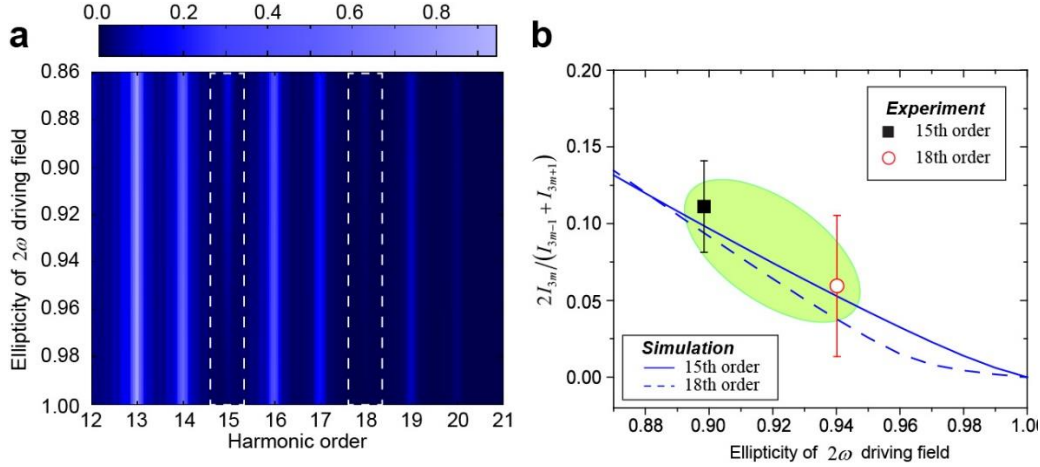 a
0.0 0.2 0.4 0.6 0.8
Ellipticity of 2ω driving field
0.86
0.88
0.90
0.92
0.94
0.96
0.98
1.00
12 13 14 15 16 17 18 19 20 21
Harmonic order
b
2I3m/(I3m−1 + I3m+1)
0.20
0.15
0.10
0.05
0.00
Experiment
15th order
18th order
Simulation
15th order
18th order
0.88 0.90 0.92 0.94 0.96 0.98 1.00
Ellipticity of 2ω driving field